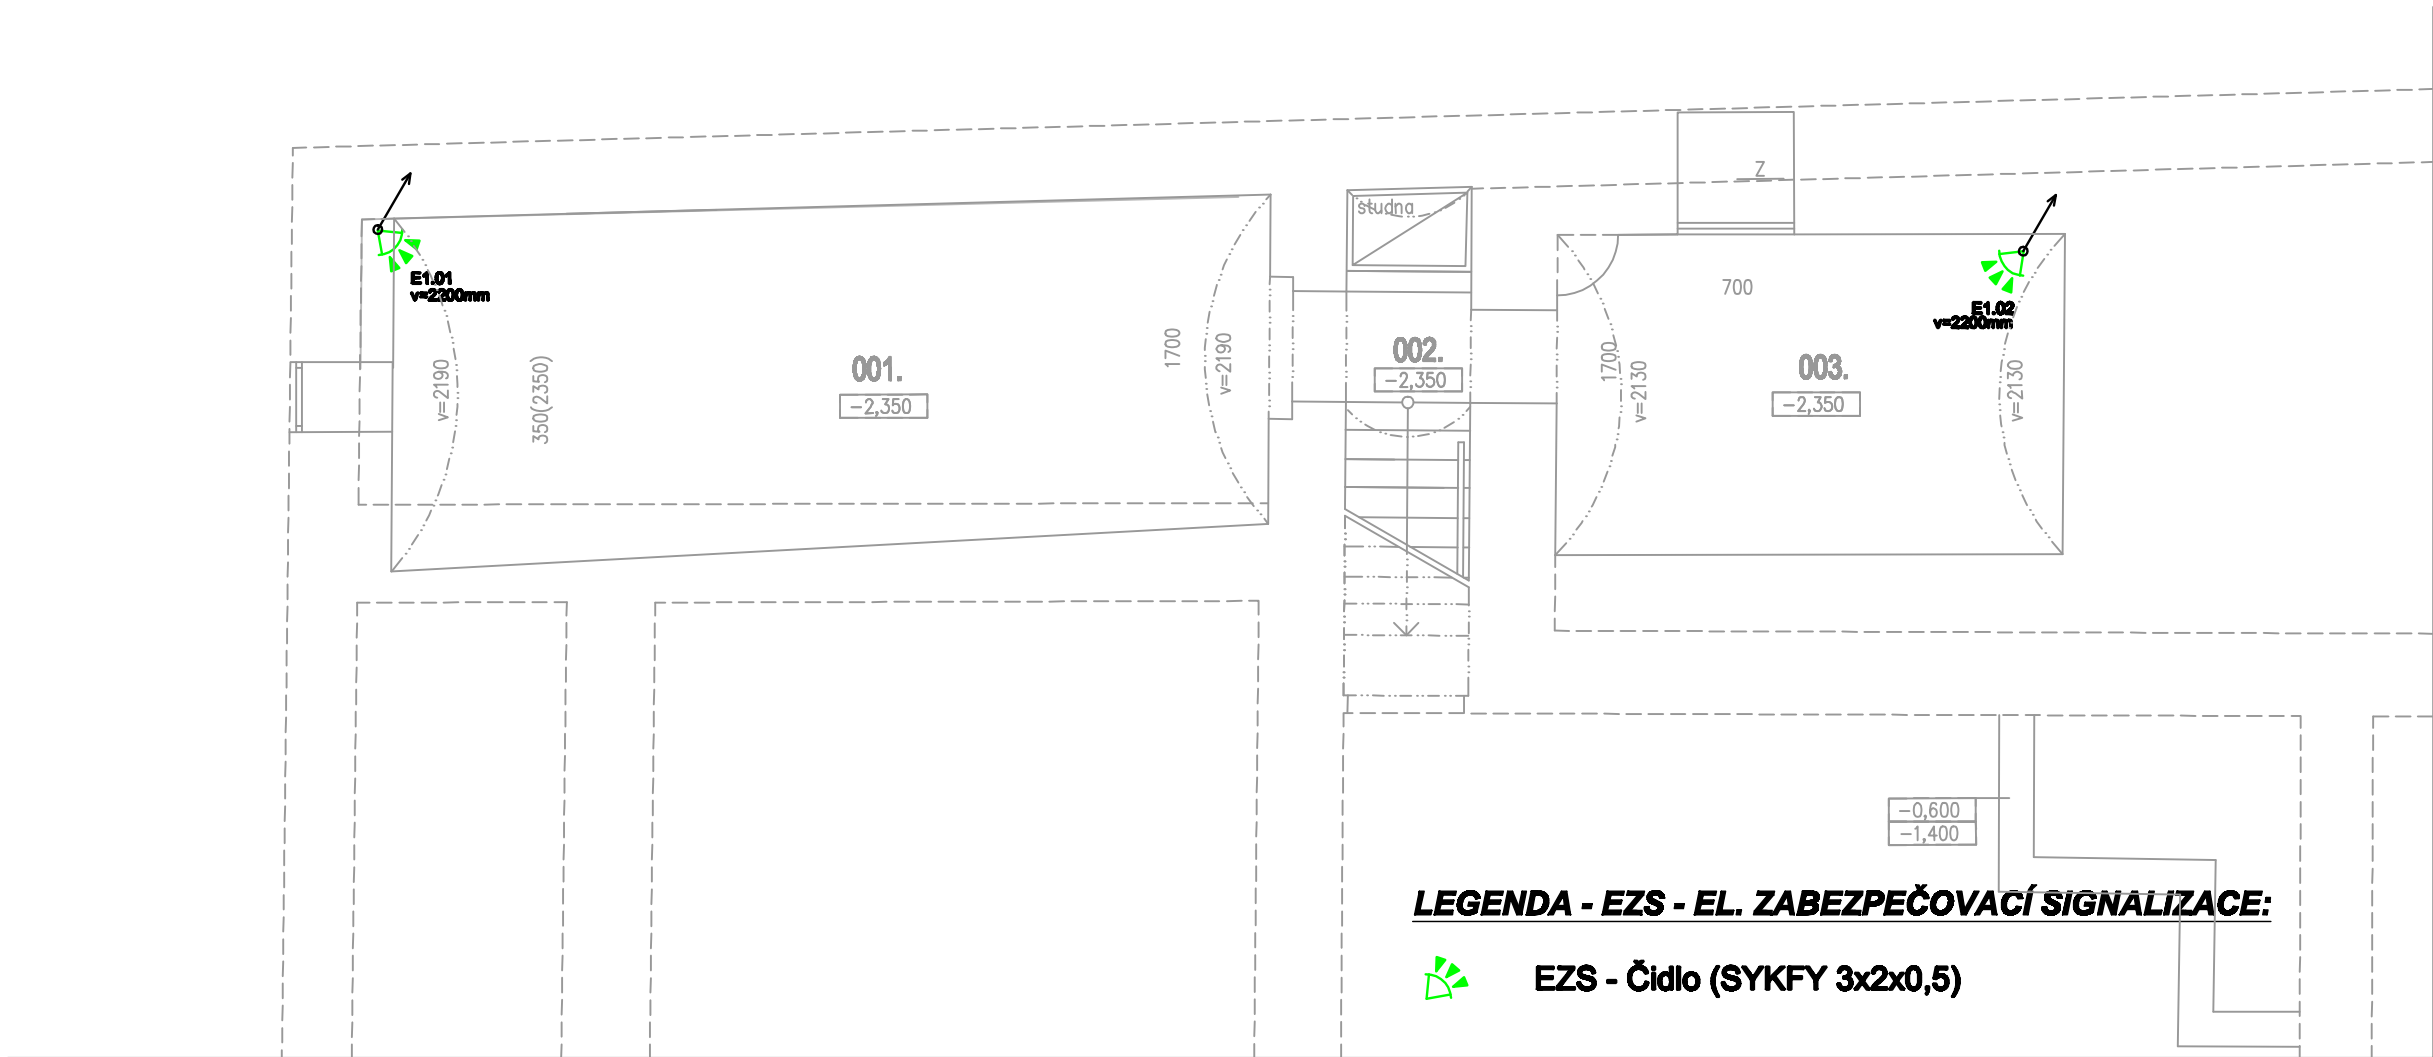 Z
studna
E1.01
v=2200mm
700
E1.02
v=2200mm
v=2190
350(2350)
001.
-2,350
1700
v=2190
002.
-2,350
1700
v=2130
003.
-2,350
v=2130
-0,600
-1,400
LEGENDA - EZS - EL. ZABEZPEČOVACÍ SIGNALIZACE:
EZS - Čidlo (SYKFY 3x2x0,5)